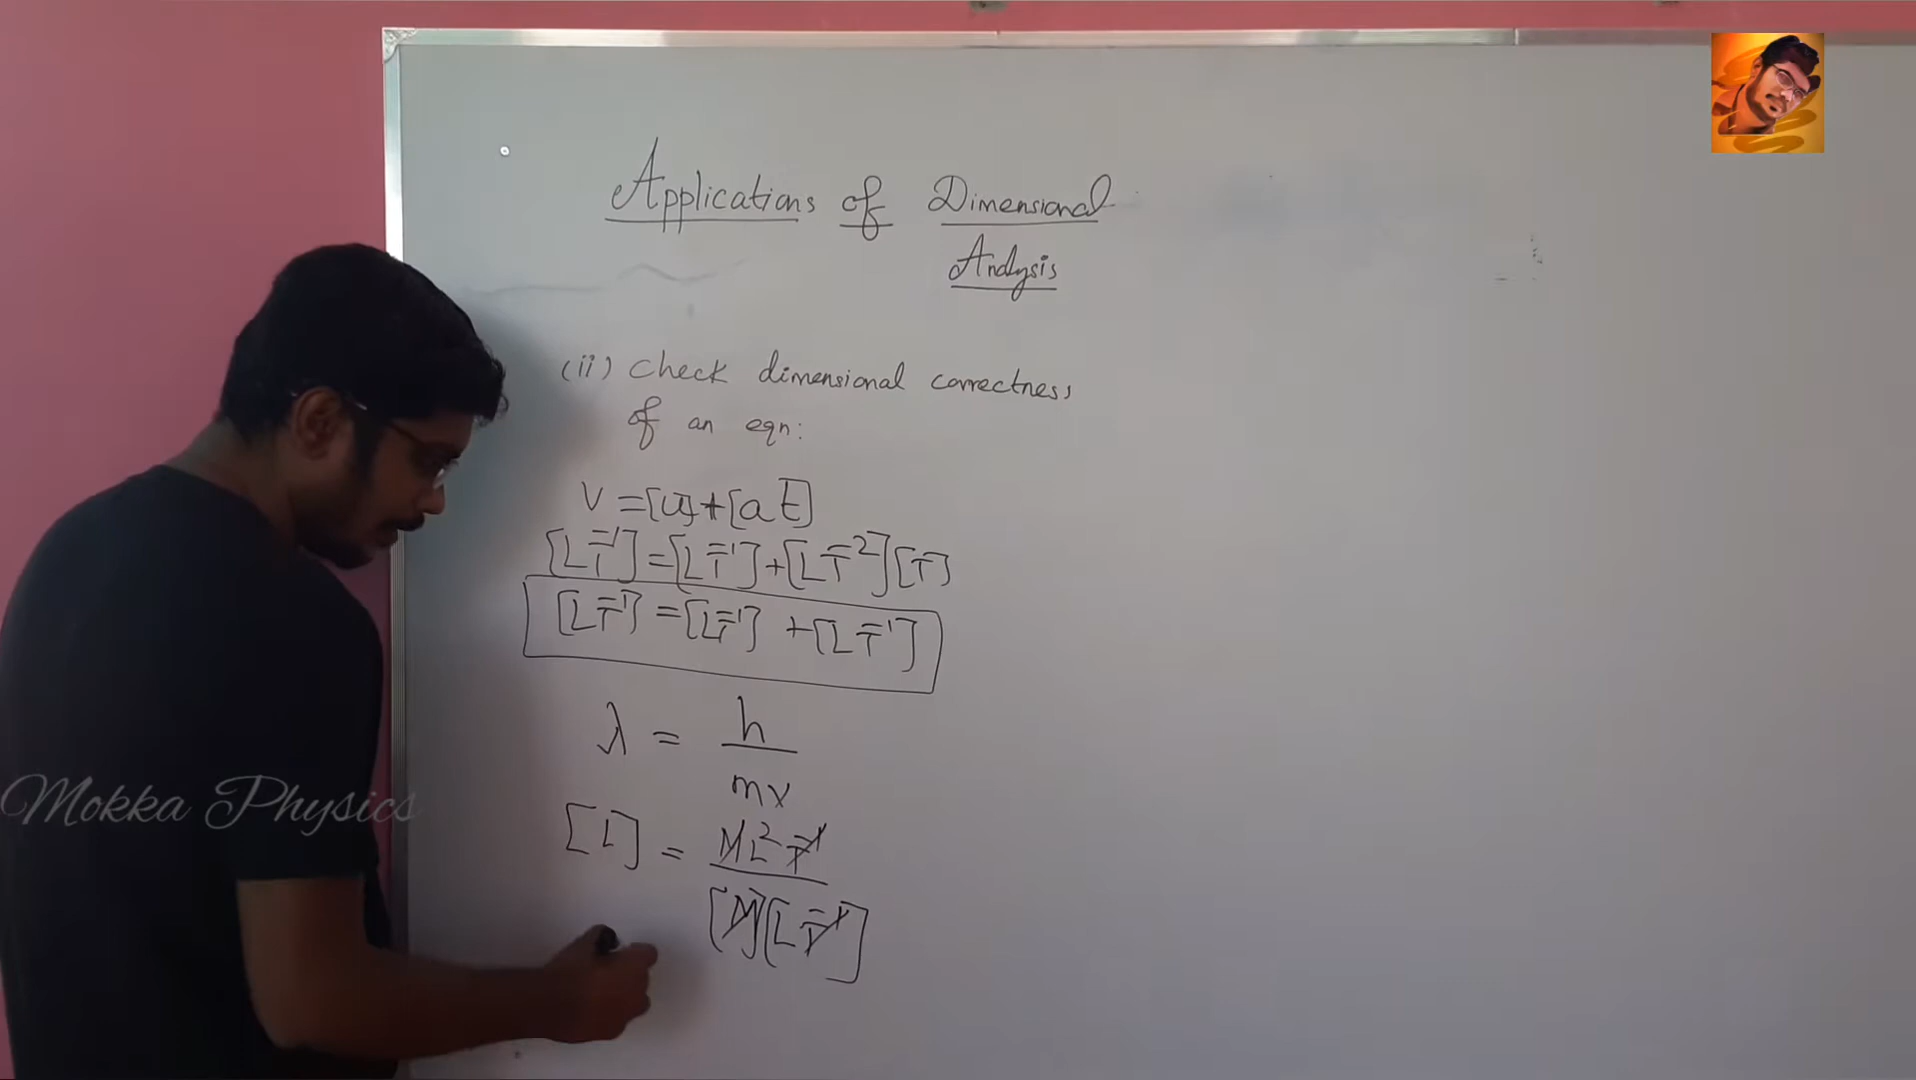 Applications of Dimensional
Analysis
(ii) Check dimensional correctness
of an eqn:
V = [u] + [a t]
[LT⁻¹] = [LT⁻¹] + [LT⁻²][T]
[LT⁻¹] = [LT⁻¹] + [LT⁻¹]
λ = h
mv
[L] = ML²T⁻¹
[M][LT⁻¹]
Mokka Physics